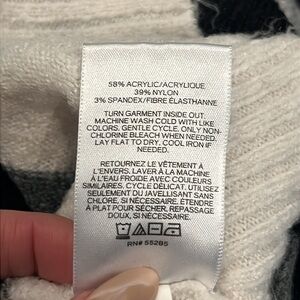 58% ACRYLIC/ACRYLIQUE
39% NYLON
3% SPANDEX/FIBRE ÉLASTHANNE
TURN GARMENT INSIDE OUT.
MACHINE WASH COLD WITH LIKE
COLORS. GENTLE CYCLE. ONLY NON-
CHLORINE BLEACH WHEN NEEDED.
LAY FLAT TO DRY. COOL IRON IF
NEEDED.
RETOURNEZ LE VÊTEMENT À
L'ENVERS. LAVER À LA MACHINE
À L'EAU FROIDE AVEC COULEURS
SIMILAIRES. CYCLE DÉLICAT. UTILISEZ
SEULEMENT DU JAVELLISANT SANS
CHLORE, SI NÉCESSAIRE. ÉTENDRE
À PLAT POUR SÉCHER. REPASSAGE
DOUX, SI NÉCESSAIRE.
RN# 55285